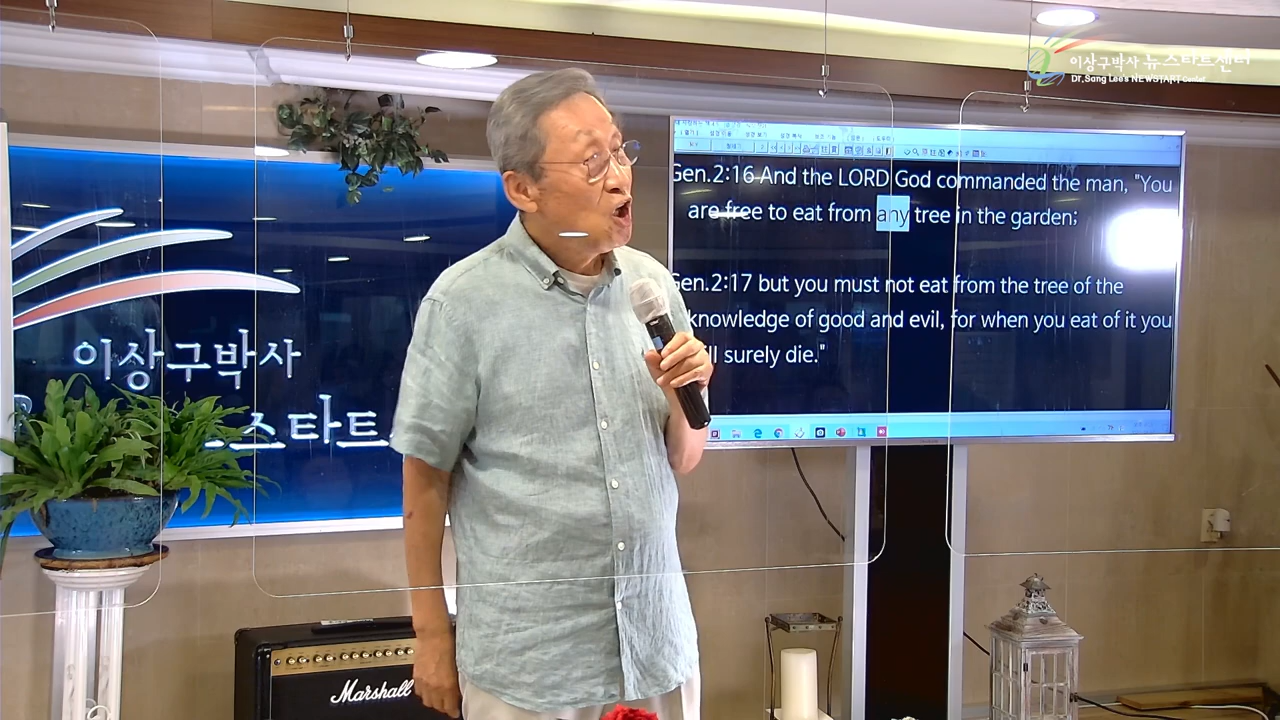 이상구박사 뉴스타트센터
Dr.Sang Lee's NEWSTART Center
Gen.2:16 And the LORD God commanded the man, "You
are free to eat from any tree in the garden;
Gen.2:17 but you must not eat from the tree of the
knowledge of good and evil, for when you eat of it you
surely die."
이상구박사
스타트
Marshall